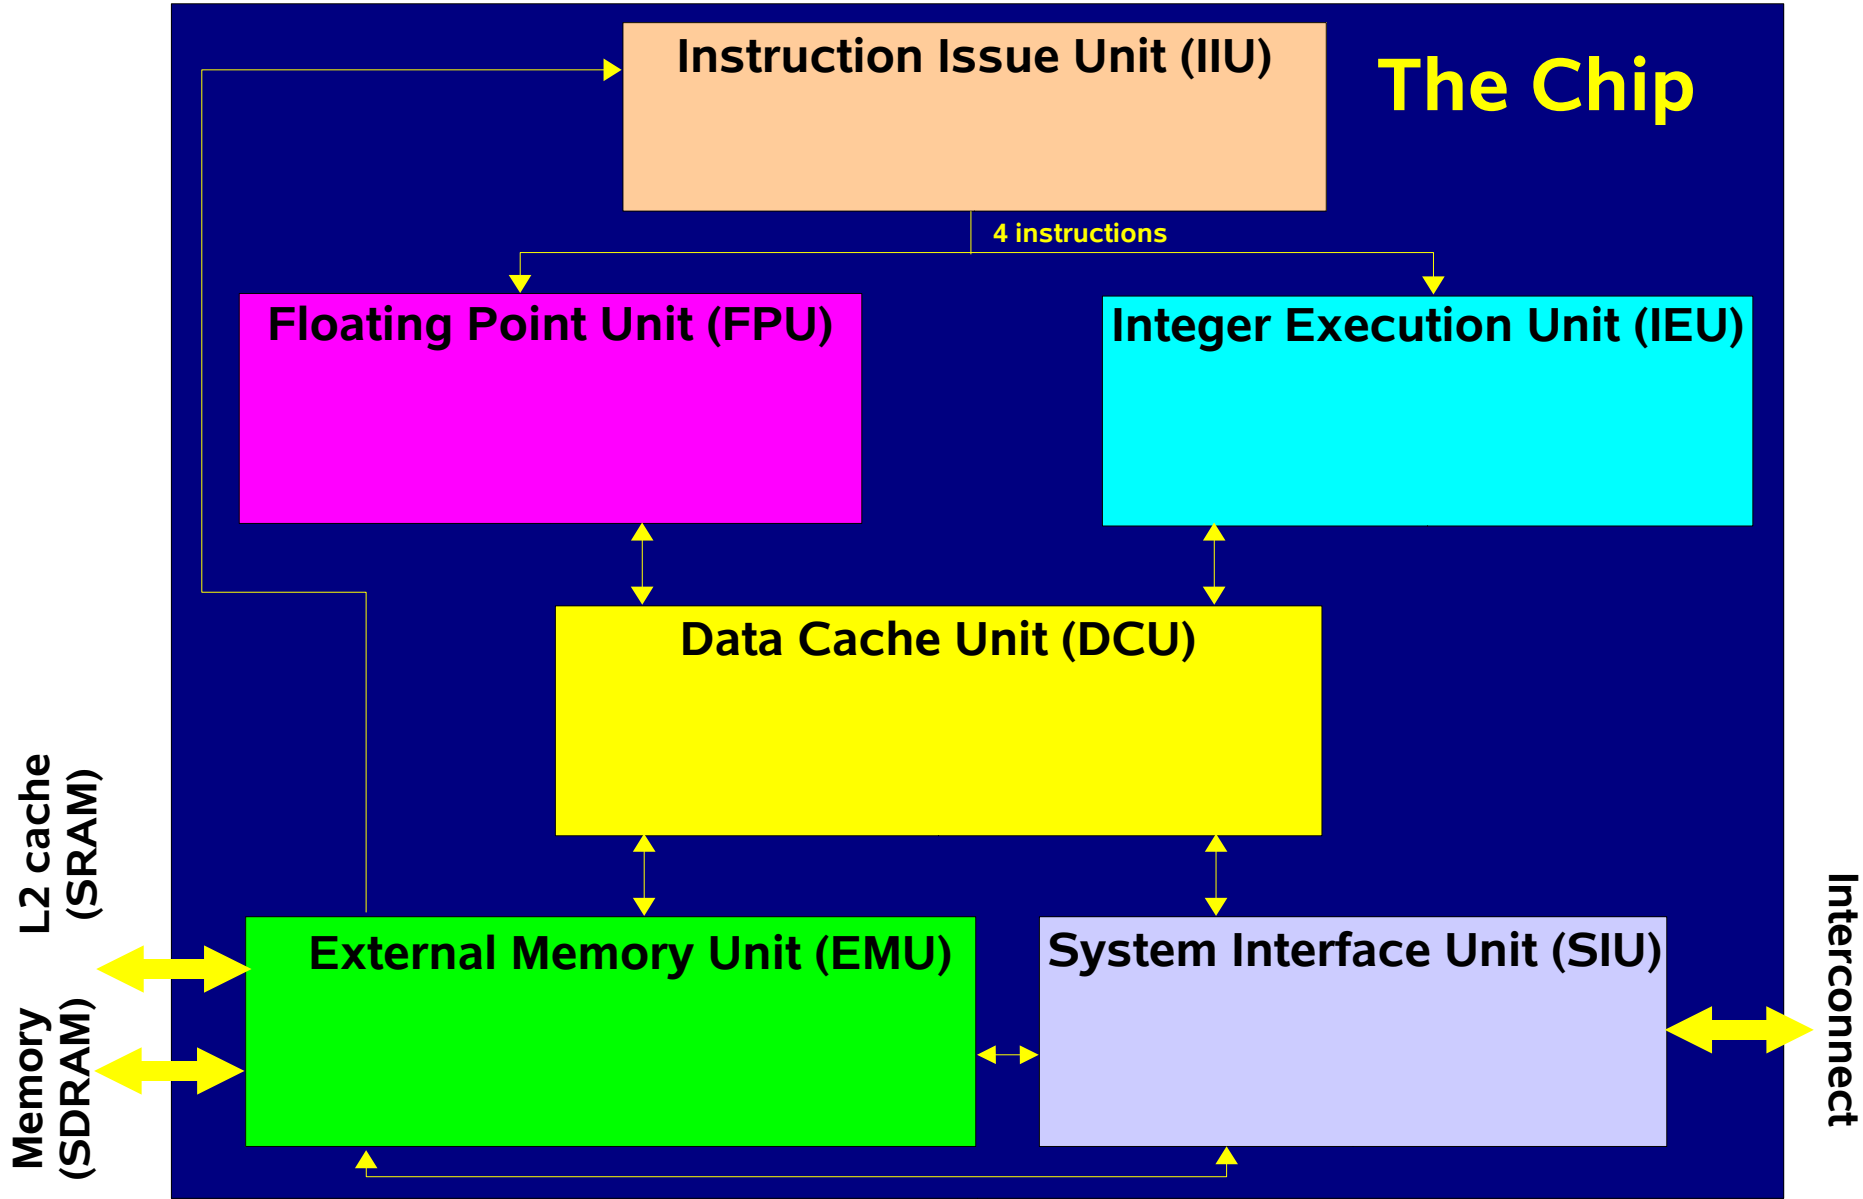 Instruction Issue Unit (IIU)
The Chip
4 instructions
Floating Point Unit (FPU)
Integer Execution Unit (IEU)
Data Cache Unit (DCU)
L2 cache
(SRAM)
External Memory Unit (EMU)
System Interface Unit (SIU)
Memory
(SDRAM)
Interconnect